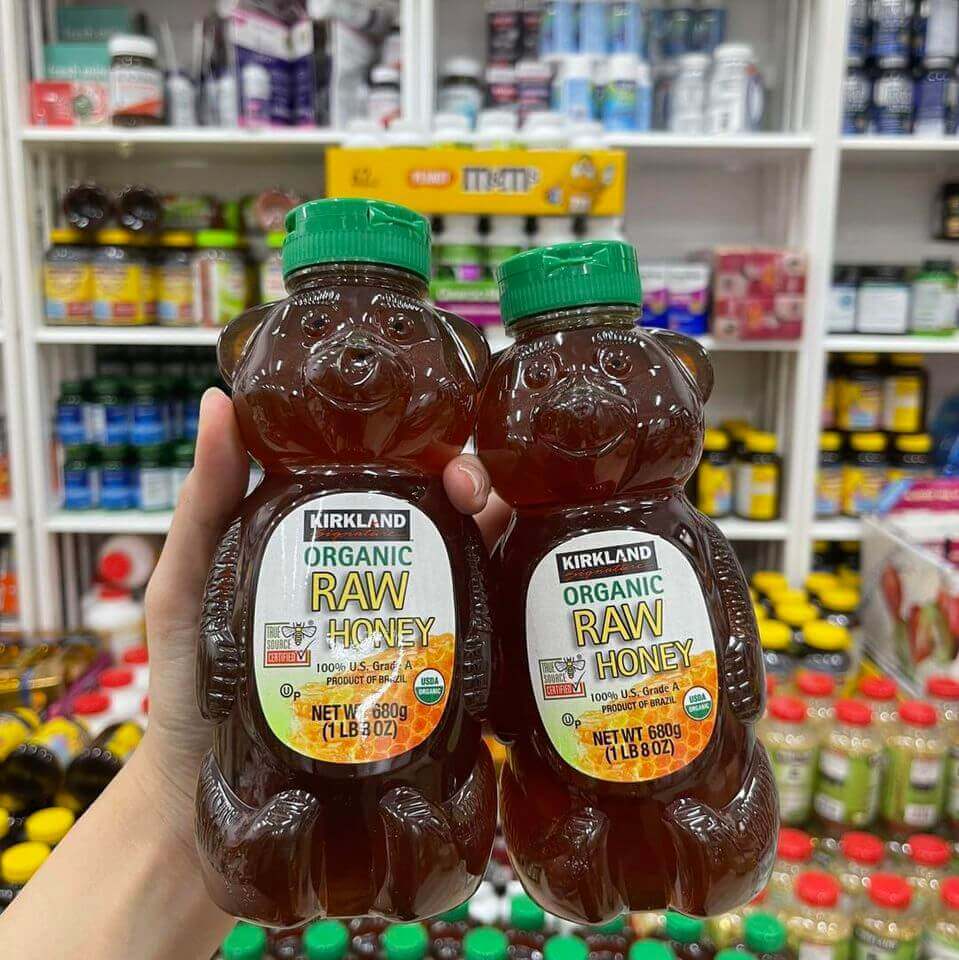 m&m's
KIRKLAND
Signature
ORGANIC
RAW
HONEY
TRUE
SOURCE
CERTIFIED
100% U.S. Grade A
PRODUCT OF BRAZIL
USDA
ORGANIC
UP
NET WT 680g
(1 LB 8 OZ)
KIRKLAND
Signature
ORGANIC
RAW
HONEY
TRUE
SOURCE
CERTIFIED
100% U.S. Grade A
PRODUCT OF BRAZIL
USDA
ORGANIC
UP
NET WT 680g
(1 LB 8 OZ)